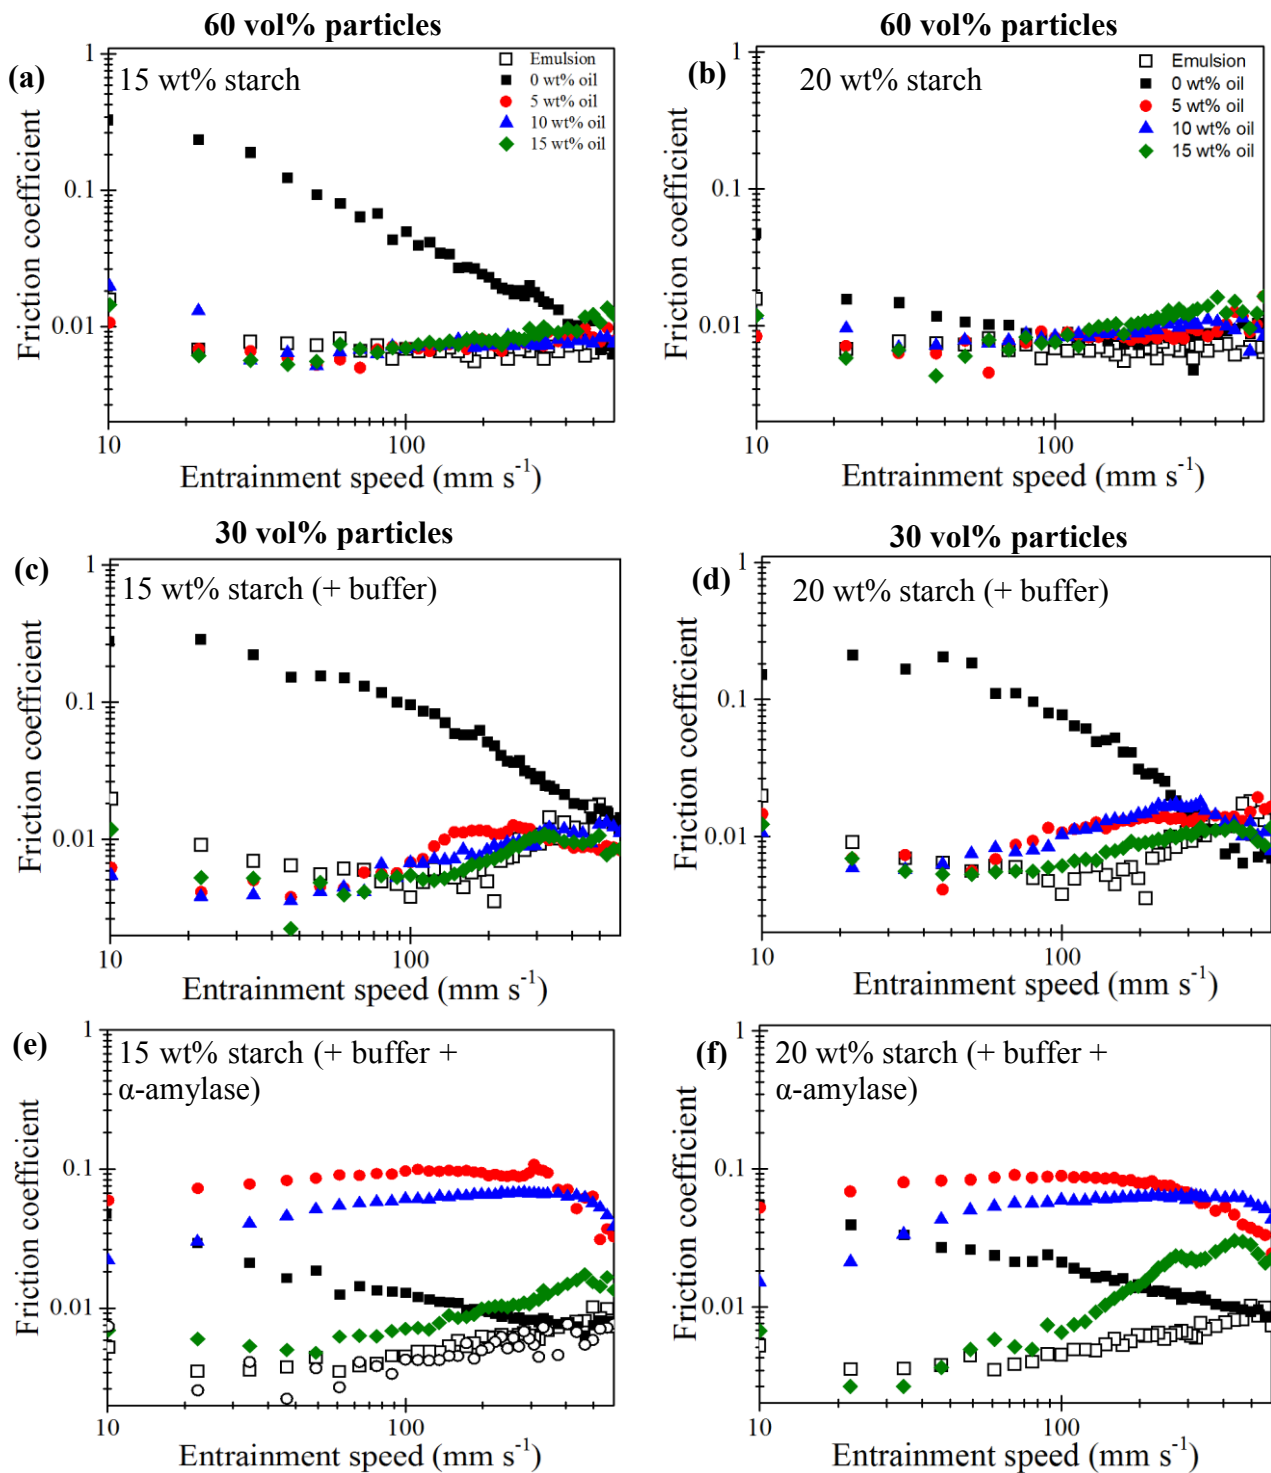 60 vol% particles
60 vol% particles
(a)
15 wt% starch
Emulsion
0 wt% oil
5 wt% oil
10 wt% oil
15 wt% oil
1
0.1
0.01
Friction coefficient
10
100
Entrainment speed (mm s⁻¹)
(b)
20 wt% starch
Emulsion
0 wt% oil
5 wt% oil
10 wt% oil
15 wt% oil
1
0.1
0.01
Friction coefficient
10
100
Entrainment speed (mm s⁻¹)
30 vol% particles
30 vol% particles
(c)
15 wt% starch (+ buffer)
1
0.1
0.01
Friction coefficient
10
100
Entrainment speed (mm s⁻¹)
(d)
20 wt% starch (+ buffer)
1
0.1
0.01
Friction coefficient
10
100
Entrainment speed (mm s⁻¹)
(e)
15 wt% starch (+ buffer +
α-amylase)
1
0.1
0.01
Friction coefficient
10
100
Entrainment speed (mm s⁻¹)
(f)
20 wt% starch (+ buffer +
α-amylase)
1
0.1
0.01
Friction coefficient
10
100
Entrainment speed (mm s⁻¹)